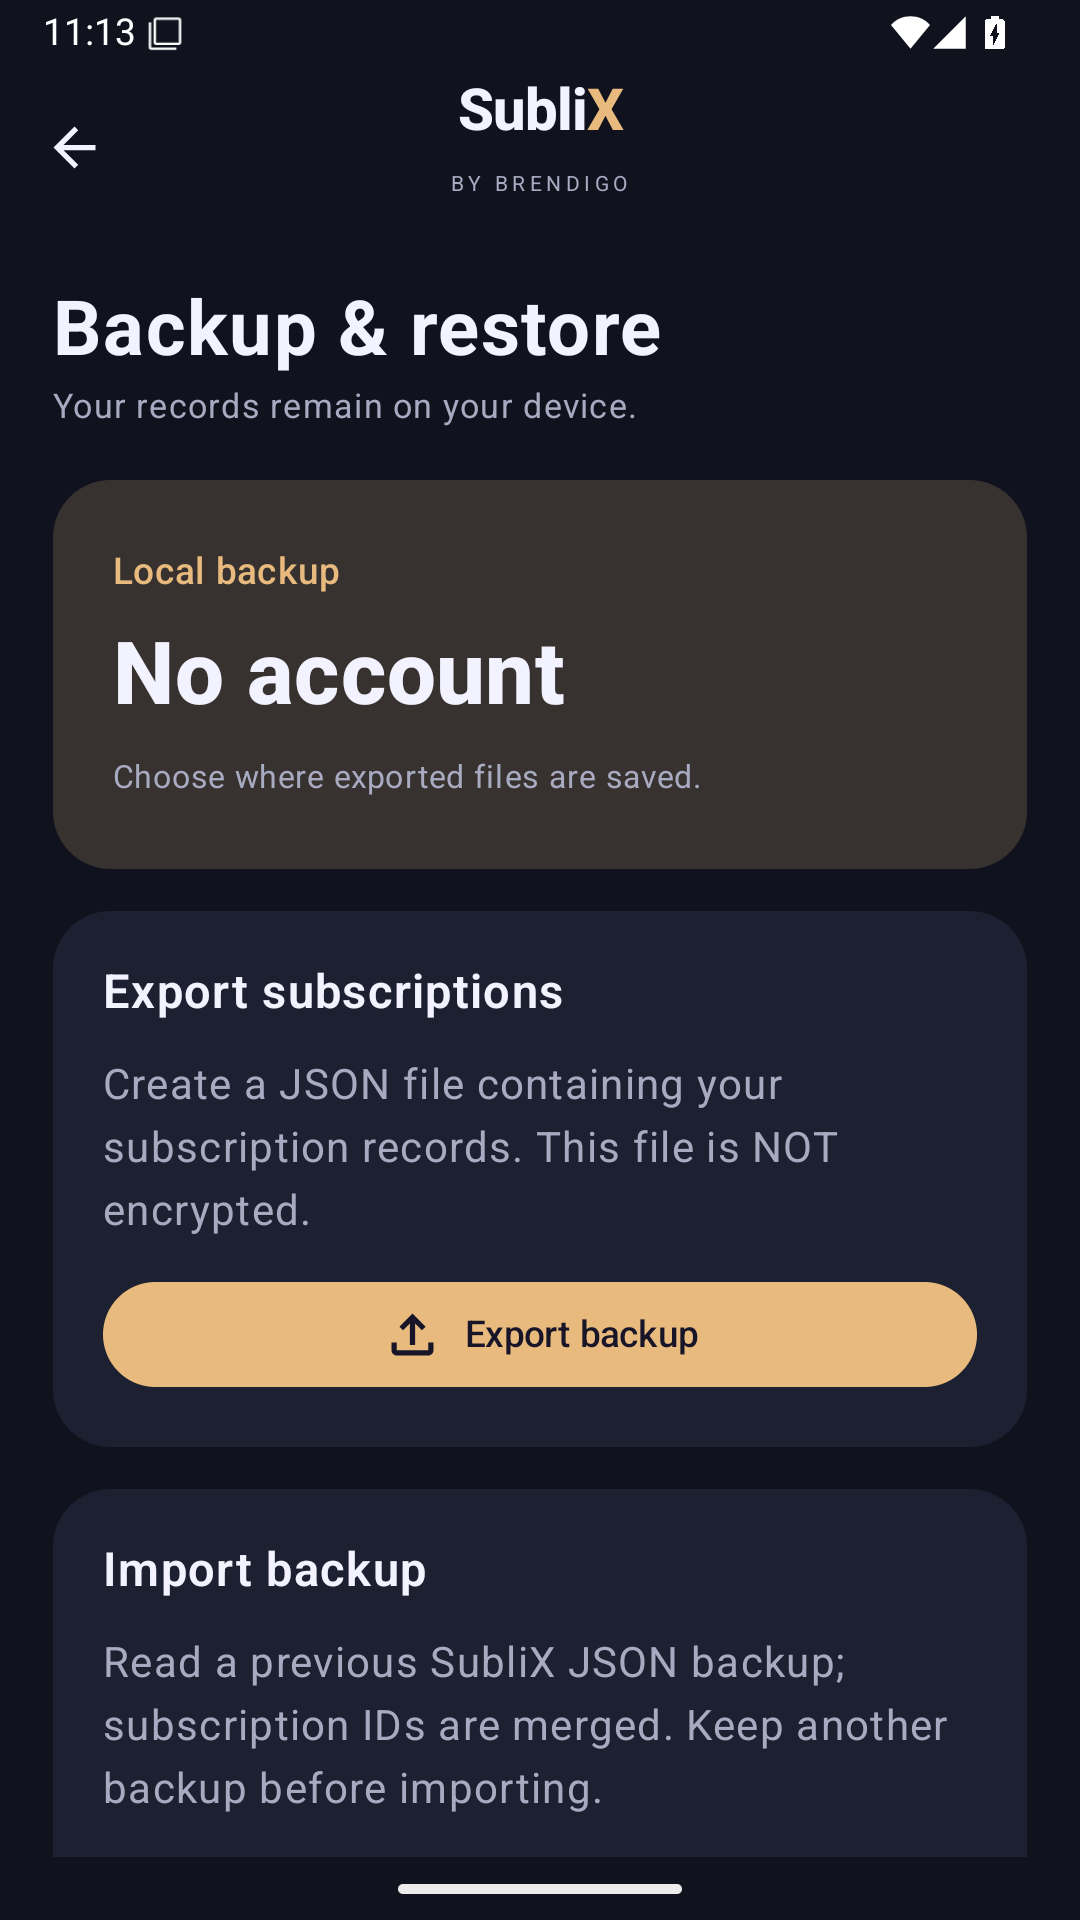 11:13
SubliX
BY BRENDIGO
Backup & restore
Your records remain on your device.
Local backup
No account
Choose where exported files are saved.
Export subscriptions
Create a JSON file containing your
subscription records. This file is NOT
encrypted.
Export backup
Import backup
Read a previous SubliX JSON backup;
subscription IDs are merged. Keep another
backup before importing.